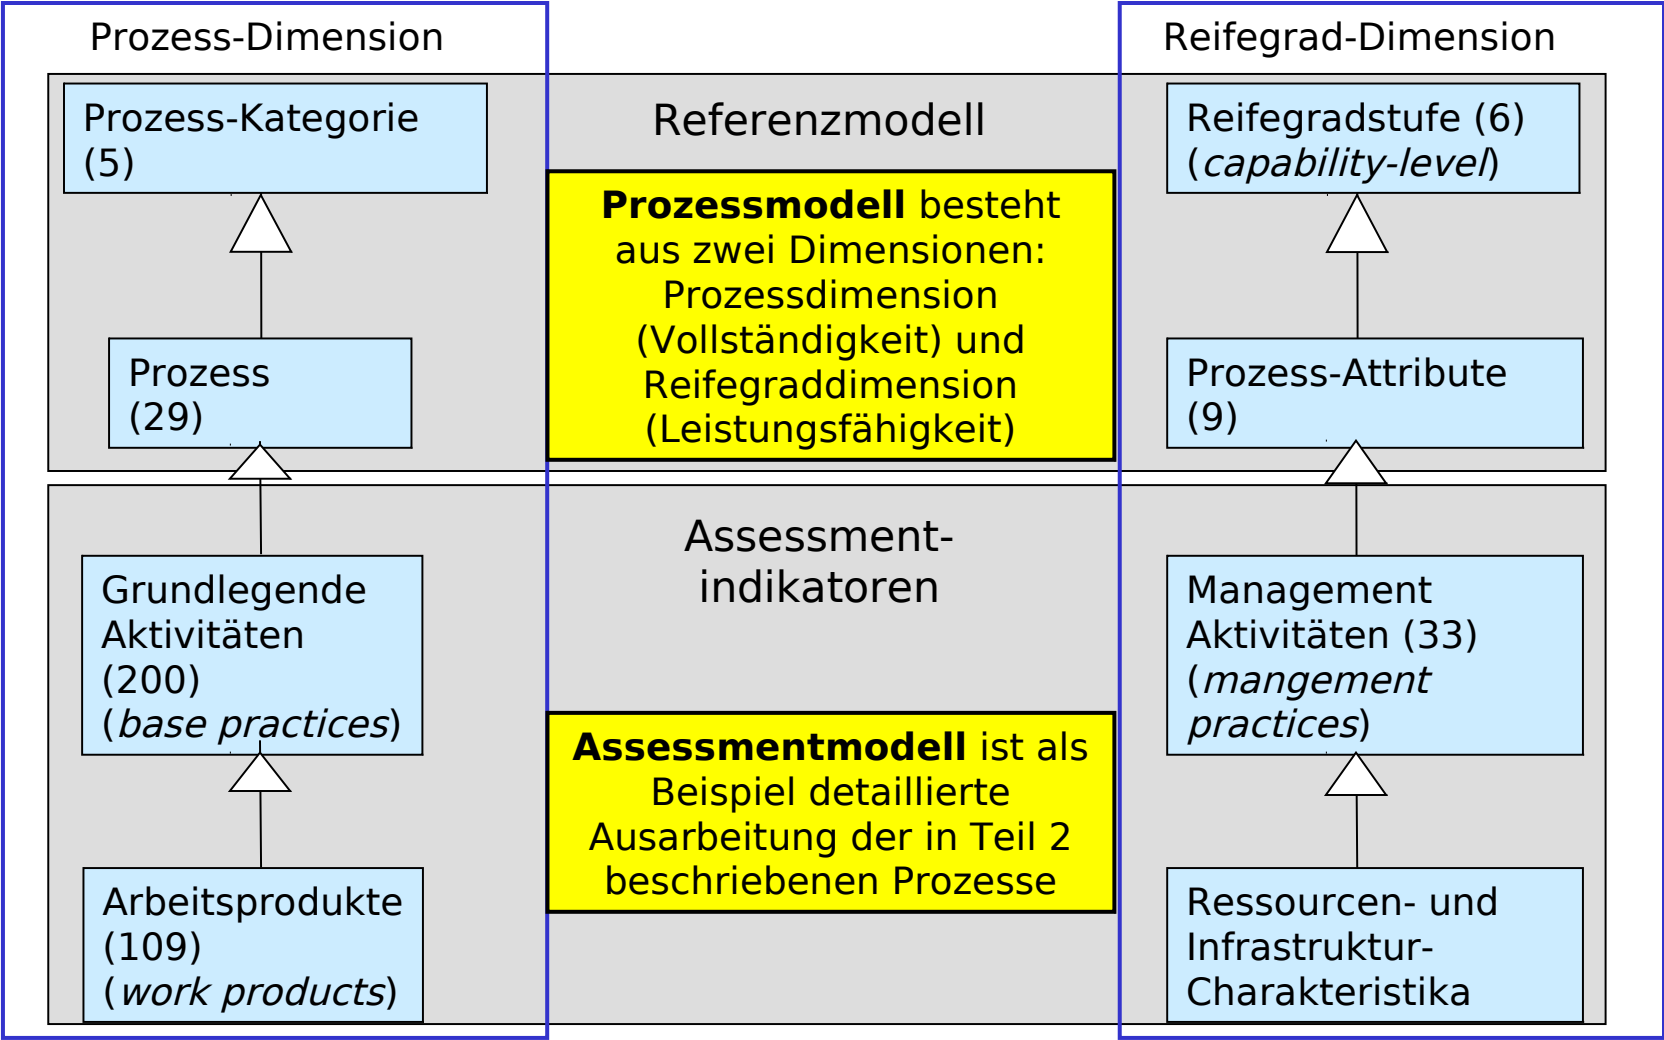 Prozess-Dimension
Reifegrad-Dimension
Prozess-Kategorie
(5)
Referenzmodell
Reifegradstufe (6)
(capability-level)
Prozessmodell besteht
aus zwei Dimensionen:
Prozessdimension
(Vollständigkeit) und
Reifegraddimension
(Leistungsfähigkeit)
Prozess
(29)
Prozess-Attribute
(9)
Assessment-
indikatoren
Grundlegende
Aktivitäten
(200)
(base practices)
Management
Aktivitäten (33)
(mangement
practices)
Assessmentmodell ist als
Beispiel detaillierte
Ausarbeitung der in Teil 2
beschriebenen Prozesse
Arbeitsprodukte
(109)
(work products)
Ressourcen- und
Infrastruktur-
Charakteristika